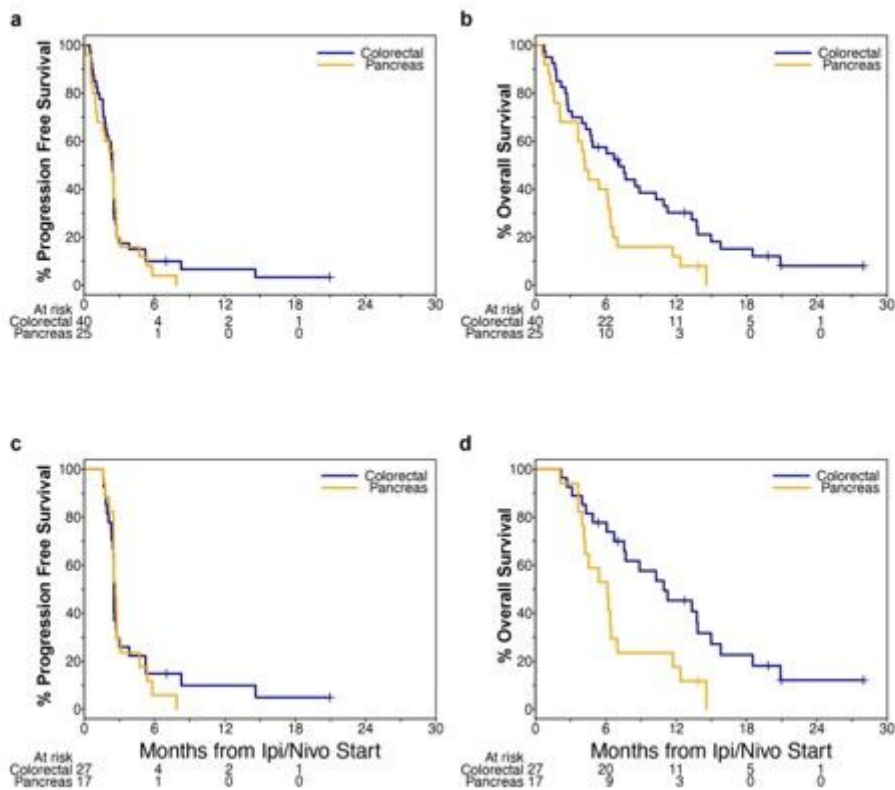 a
% Progression Free Survival
100
80
60
40
20
0
Colorectal
Pancreas
0 6 12 18 24 30
At risk
Colorectal 40 4 2 1
Pancreas 25 1 0 0
b
% Overall Survival
100
80
60
40
20
0
Colorectal
Pancreas
0 6 12 18 24 30
At risk
Colorectal 40 22 11 5 1
Pancreas 25 10 3 0 0
c
% Progression Free Survival
100
80
60
40
20
0
Colorectal
Pancreas
0 6 12 18 24 30
Months from Ipi/Nivo Start
At risk
Colorectal 27 4 2 1
Pancreas 17 1 0 0
d
% Overall Survival
100
80
60
40
20
0
Colorectal
Pancreas
0 6 12 18 24 30
Months from Ipi/Nivo Start
At risk
Colorectal 27 20 11 5 1
Pancreas 17 9 3 0 0